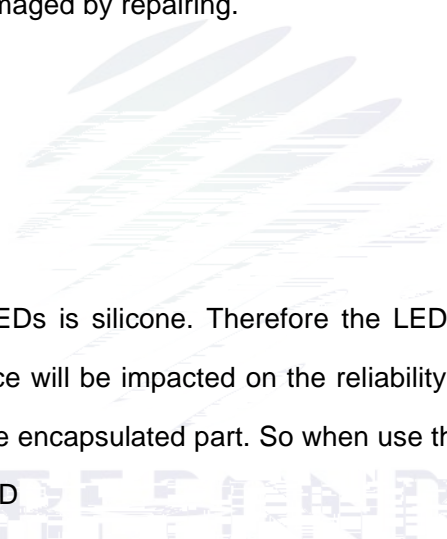 maged by repairing.
EDs is silicone. Therefore the LED
ce will be impacted on the reliability
e encapsulated part. So when use th
D